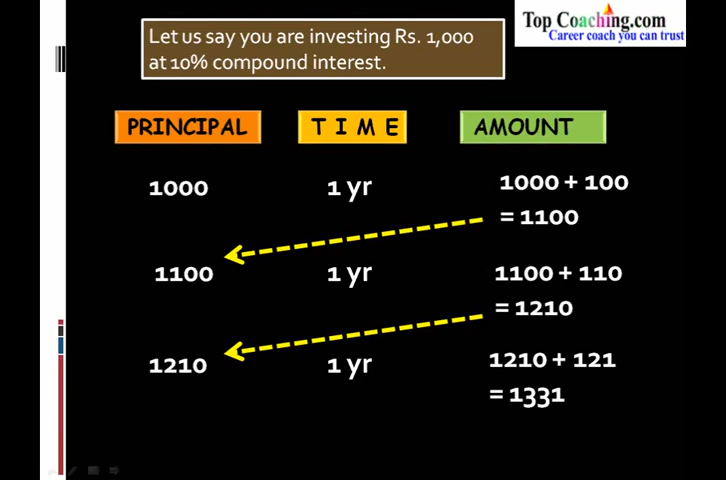 Let us say you are investing Rs. 1,000
at 10% compound interest.
Top Coaching.com
Career coach you can trust
PRINCIPAL TIME AMOUNT
1000 1 yr 1000 + 100
= 1100
1100 1 yr 1100 + 110
= 1210
1210 1 yr 1210 + 121
= 1331